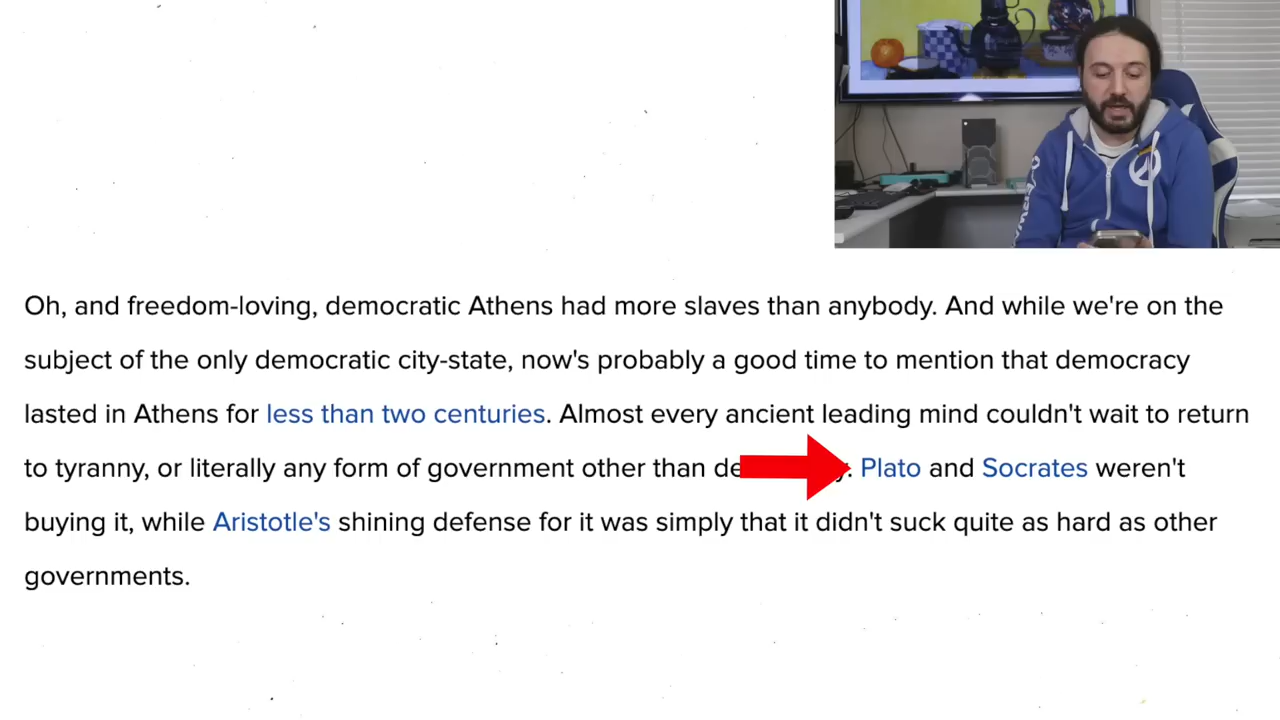 Oh, and freedom-loving, democratic Athens had more slaves than anybody. And while we're on the
subject of the only democratic city-state, now's probably a good time to mention that democracy
lasted in Athens for less than two centuries. Almost every ancient leading mind couldn't wait to return
to tyranny, or literally any form of government other than Plato and Socrates weren't
buying it, while Aristotle's shining defense for it was simply that it didn't suck quite as hard as other
governments.